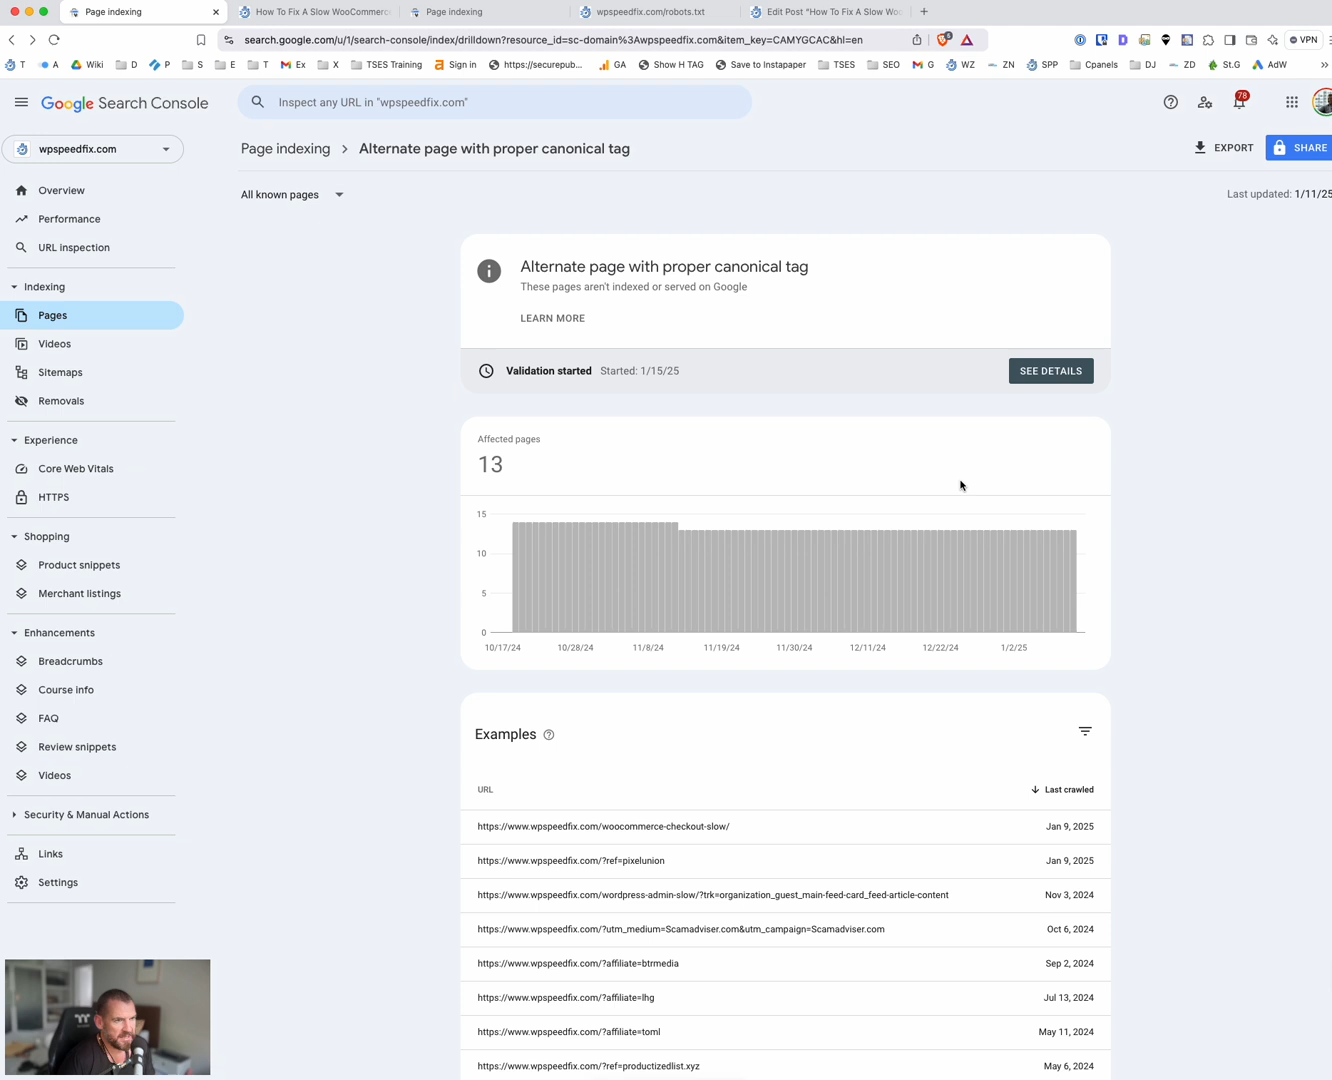 Page indexing
How To Fix A Slow WooCommerc
Page indexing
wpspeedfix.com/robots.txt
Edit Post "How To Fix A Slow Woo
search.google.com/u/1/search-console/index/drilldown?resource_id=sc-domain%3Awpspeedfix.com&item_key=CAMYGCAC&hl=en
6
VPN
T
A
Wiki
D
P
S
E
T
Ex
X
TSES Training
Sign in
https://securepub...
GA
Show H TAG
Save to Instapaper
TSES
SEO
G
WZ
ZN
SPP
Cpanels
DJ
ZD
St.G
AdW
Google Search Console
Inspect any URL in "wpspeedfix.com"
78
wpspeedfix.com
Page indexing
Alternate page with proper canonical tag
EXPORT
SHARE
All known pages
Last updated: 1/11/25
Overview
Performance
URL inspection
Indexing
Pages
Videos
Sitemaps
Removals
Experience
Core Web Vitals
HTTPS
Shopping
Product snippets
Merchant listings
Enhancements
Breadcrumbs
Course info
FAQ
Review snippets
Videos
Security & Manual Actions
Links
Settings
Alternate page with proper canonical tag
These pages aren't indexed or served on Google
LEARN MORE
Validation started Started: 1/15/25
SEE DETAILS
Affected pages
13
15
10
5
0
10/17/24 10/28/24 11/8/24 11/19/24 11/30/24 12/11/24 12/22/24 1/2/25
Examples
URL Last crawled
https://www.wpspeedfix.com/woocommerce-checkout-slow/ Jan 9, 2025
https://www.wpspeedfix.com/?ref=pixelunion Jan 9, 2025
https://www.wpspeedfix.com/wordpress-admin-slow/?trk=organization_guest_main-feed-card_feed-article-content Nov 3, 2024
https://www.wpspeedfix.com/?utm_medium=Scamadviser.com&utm_campaign=Scamadviser.com Oct 6, 2024
https://www.wpspeedfix.com/?affiliate=btrmedia Sep 2, 2024
https://www.wpspeedfix.com/?affiliate=lhg Jul 13, 2024
https://www.wpspeedfix.com/?affiliate=toml May 11, 2024
https://www.wpspeedfix.com/?ref=productizedlist.xyz May 6, 2024